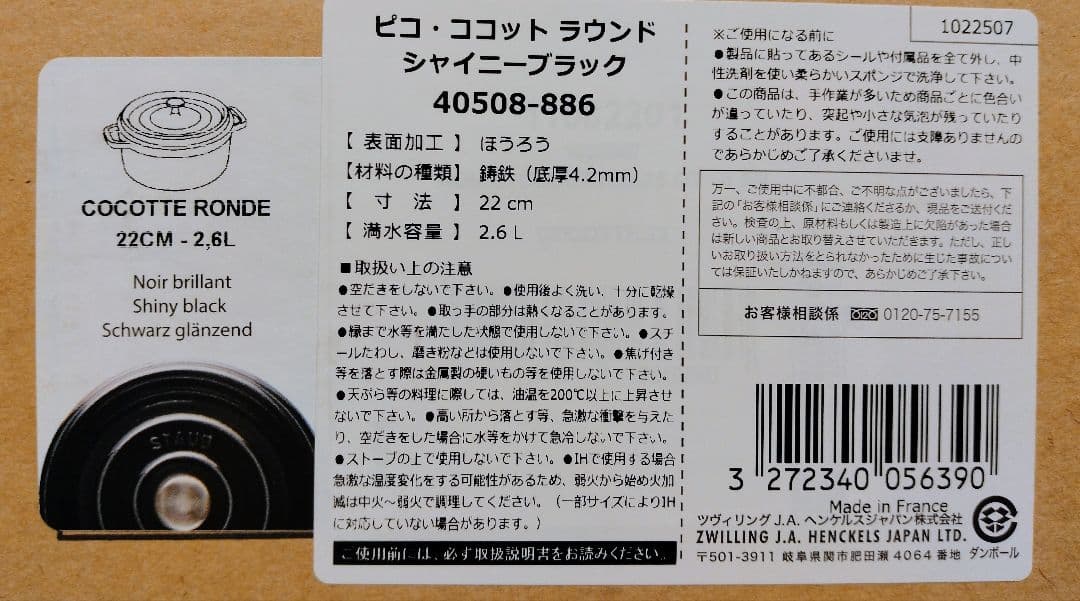 COCOTTE RONDE
22CM - 2,6L
Noir brillant
Shiny black
Schwarz glänzend
STAUB
ピコ・ココット ラウンド
シャイニーブラック
40508-886
【 表面加工 】 ほうろう
【材料の種類】 鋳鉄（底厚4.2mm）
【 寸 法 】 22 cm
【 満水容量 】 2.6 L
■取扱い上の注意
●空だきをしないで下さい。●使用後よく洗い、十分に乾燥
させて下さい。●取っ手の部分は熱くなることがあります。
●縁まで水等を満たした状態で使用しないで下さい。●スチ
ールたわし、磨き粉などは使用しないで下さい。●焦げ付き
等を落とす際は金属製の硬いもの等を使用しないで下さい。
●天ぷら等の料理に際しては、油温を200℃以上に上昇させ
ないで下さい。●高い所から落とす等、急激な衝撃を与えた
り、空だきをした場合に水等をかけて急冷しないで下さい。
●ストーブの上で使用しないで下さい。●IHで使用する場合
急激な温度変化をする可能性があるため、弱火から始め火加
減は中火～弱火で調理してください。（一部サイズによりIH
に対応していない場合があります。）
ご使用前には、必ず取扱説明書をお読みください。
1022507
※ご使用になる前に
●製品に貼ってあるシールや付属品を全て外し、中
性洗剤を使い柔らかいスポンジで洗浄して下さい。
●この商品は、手作業が多いため商品ごとに色合い
が違っていたり、突起や小さな気泡が残っていたり
することがあります。ご使用には支障ありませんの
であらかじめご了承くださいませ。
万一、ご使用中に不都合、ご不明な点がございましたら、下
記の「お客様相談係」にご連絡くださるか、現品をご送付くださ
い。検査の上、原材料もしくは製造上に欠陥があった場合
は新しい商品とお取り替えさせていただきます。ただし、正し
いお取り扱い方法をとられなかったために生じた事故につい
ては保証いたしかねますので、あらかじめご了承下さい。
お客様相談係 0120-75-7155
3 272340 056390
Made in France
ツヴィリング J.A. ヘンケルスジャパン株式会社
ZWILLING J.A. HENCKELS JAPAN LTD.
〒501-3911 岐阜県関市肥田瀬 4064 番地
ダンボール